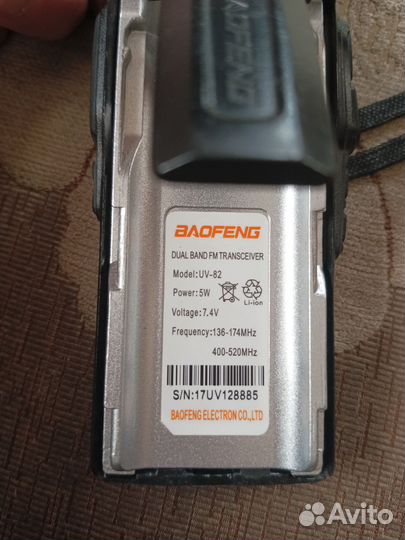 BAOFENG
BAOFENG
DUAL BAND FM TRANSCEIVER
Model:UV-82
Power:5W
Li-ion
Voltage:7.4V
Frequency:136-174MHz
400-520MHz
S/N:17UV128885
BAOFENG ELECTRON CO.,LTD
Avito